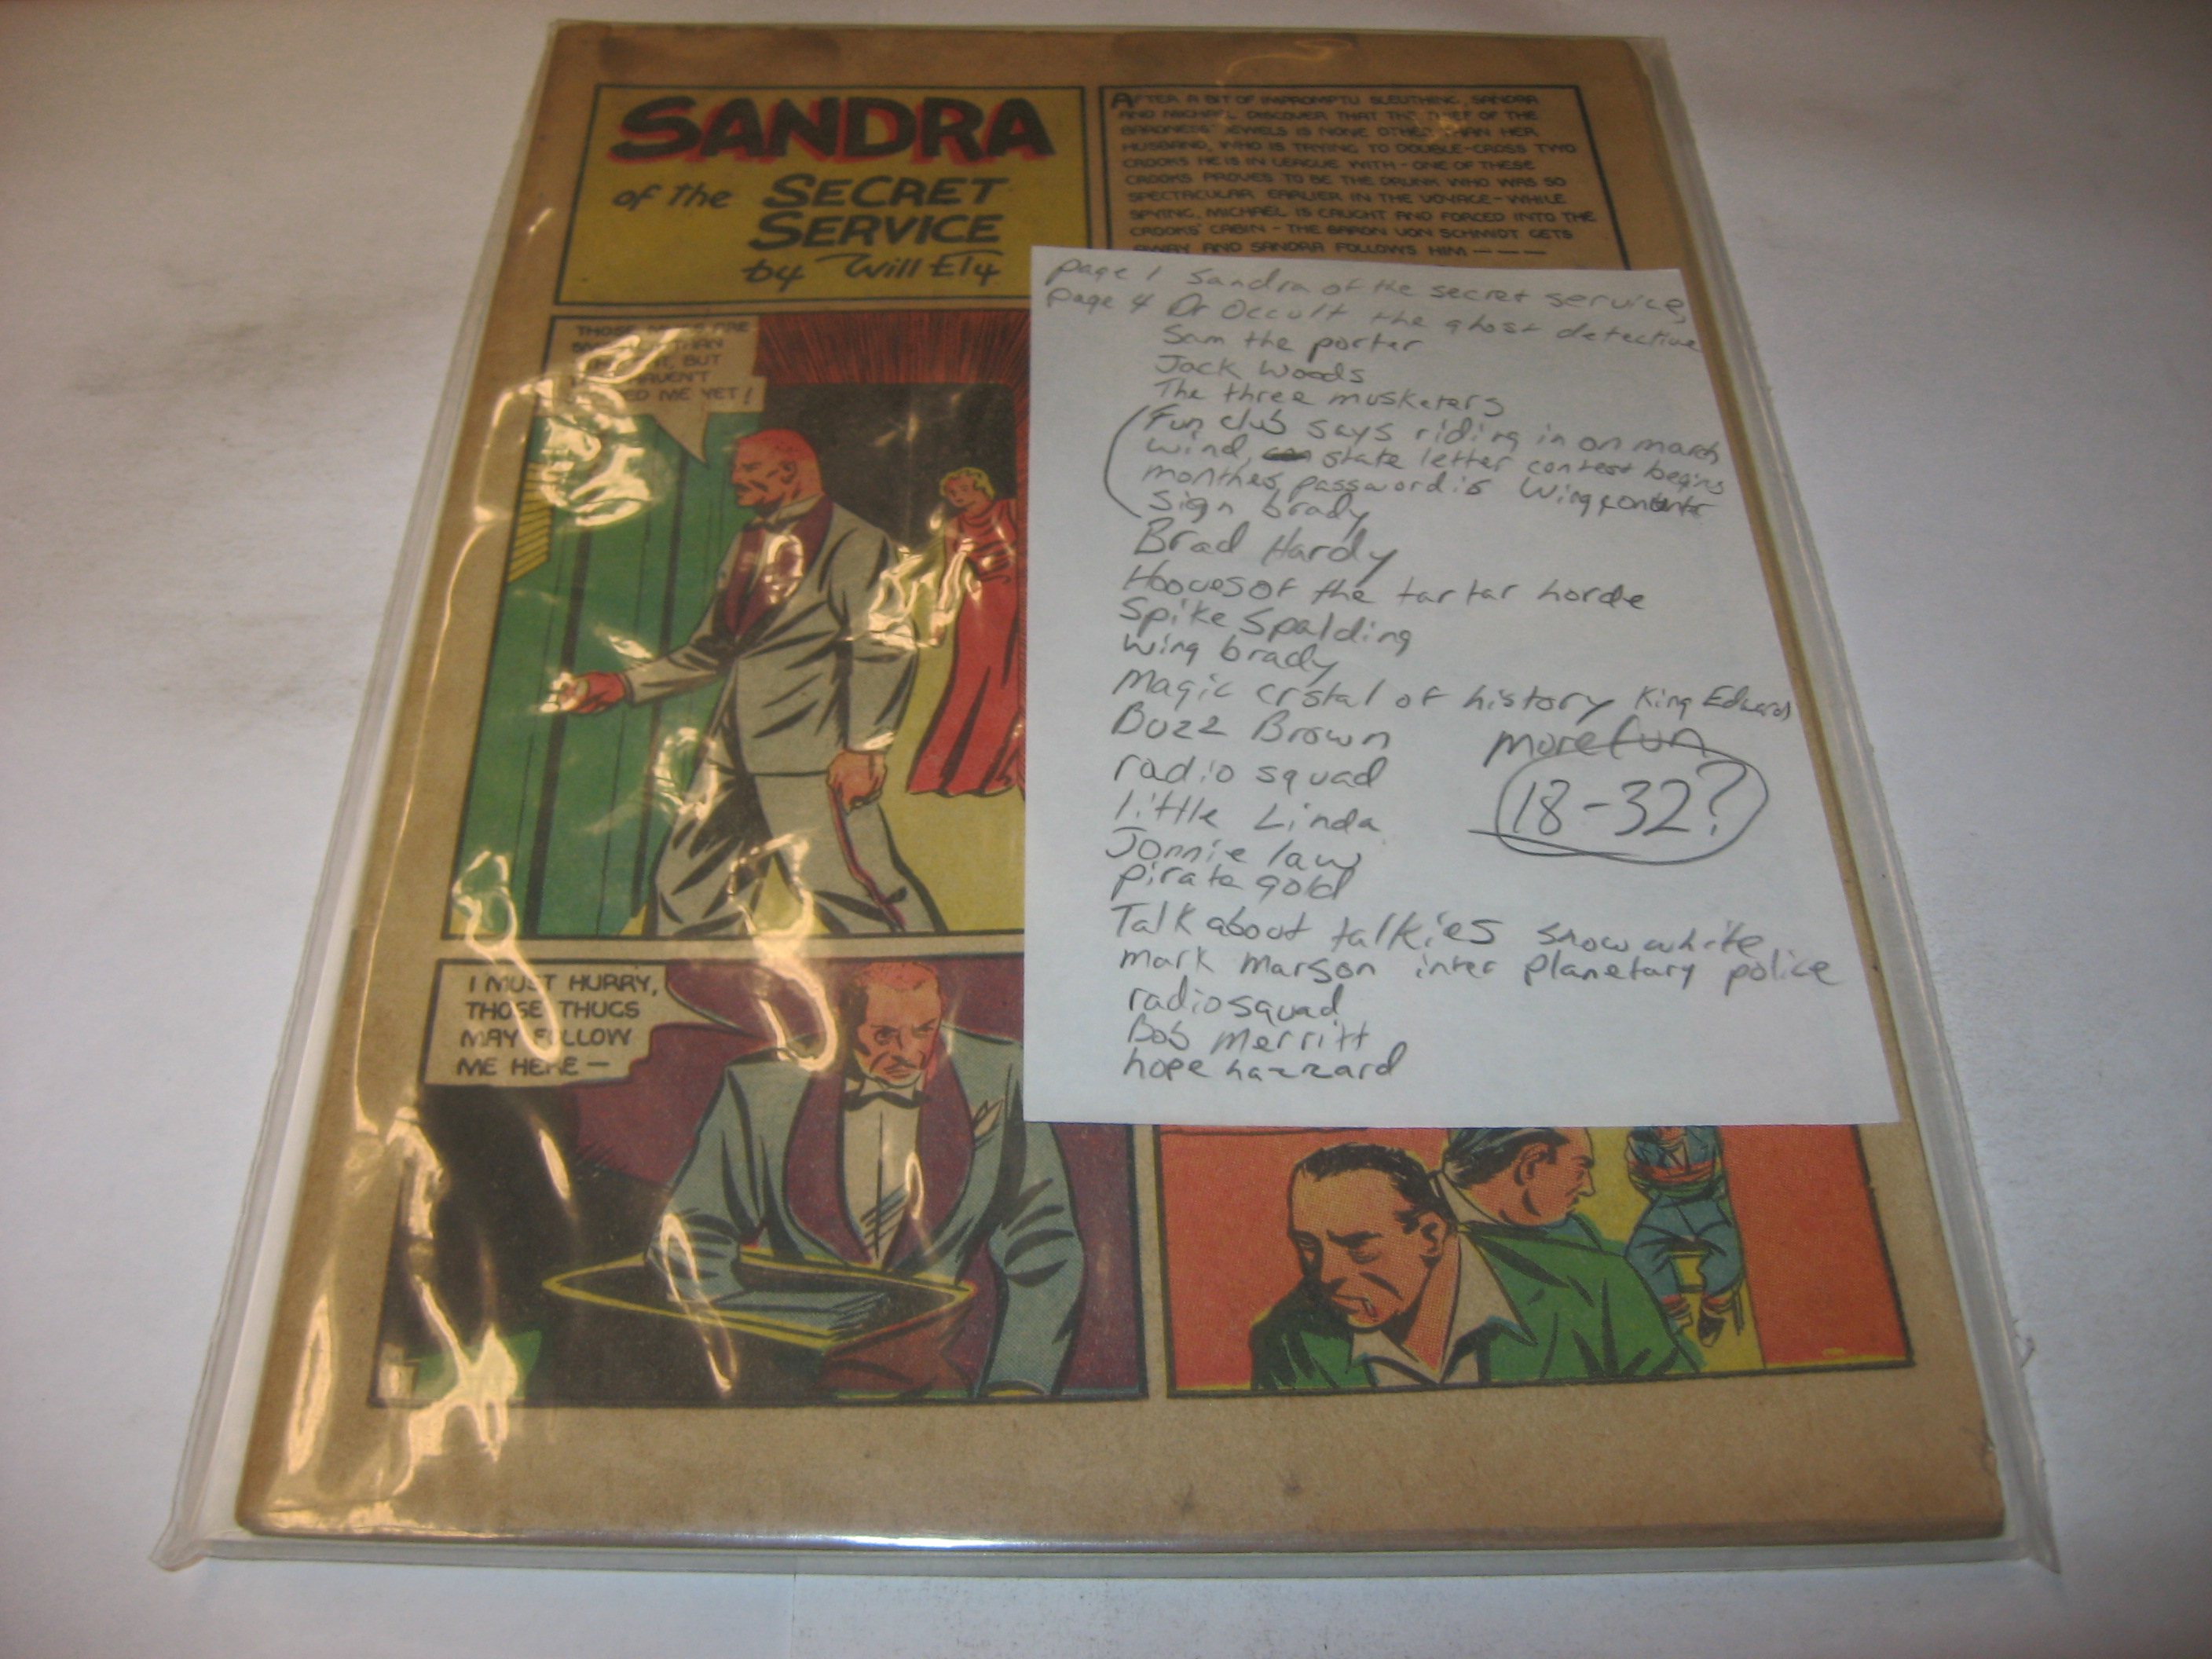 SANDRA
of the SECRET
SERVICE
by Will Ely
AFTER A BIT OF IMPROMPTU SLEUTHING, SANDRA
AND MICHAEL DISCOVER THAT THE THIEF OF THE
BARONESS' JEWELS IS NONE OTHER THAN HER
HUSBAND, WHO IS TRYING TO DOUBLE-CROSS TWO
CROOKS HE IS IN LEAGUE WITH - ONE OF THESE
CROOKS PROVES TO BE THE DRUNK WHO WAS SO
SPECTACULAR EARLIER IN THE VOYAGE - WHILE
SPYING, MICHAEL IS CAUGHT AND FORCED INTO THE
CROOKS' CABIN - THE BARON VON SCHMIDT GETS
AWAY AND SANDRA FOLLOWS HIM - - -
THOSE ARE
THAN
BUT
HAVEN'T
ME YET!
I MUST HURRY,
THOSE THUGS
MAY FOLLOW
ME HERE -
page 1 Sandra of the secret service,
page 4 Dr Occult the ghost detective
Sam the porter
Jack Woods
The three musketers
Fun club says riding in on march
wind, state letter contest begins
monthes password is Wing
Sign brady
Brad Hardy
Hooves of the tartar horde
Spike Spalding
wing brady
magic crstal of history King Edward
Buzz Brown
radio squad
little Linda
Jonnie law
pirate gold
Talk about talkies snow white
mark marson inter planetary police
radio squad
Bob merritt
hope hazzard
more fun
18-32?